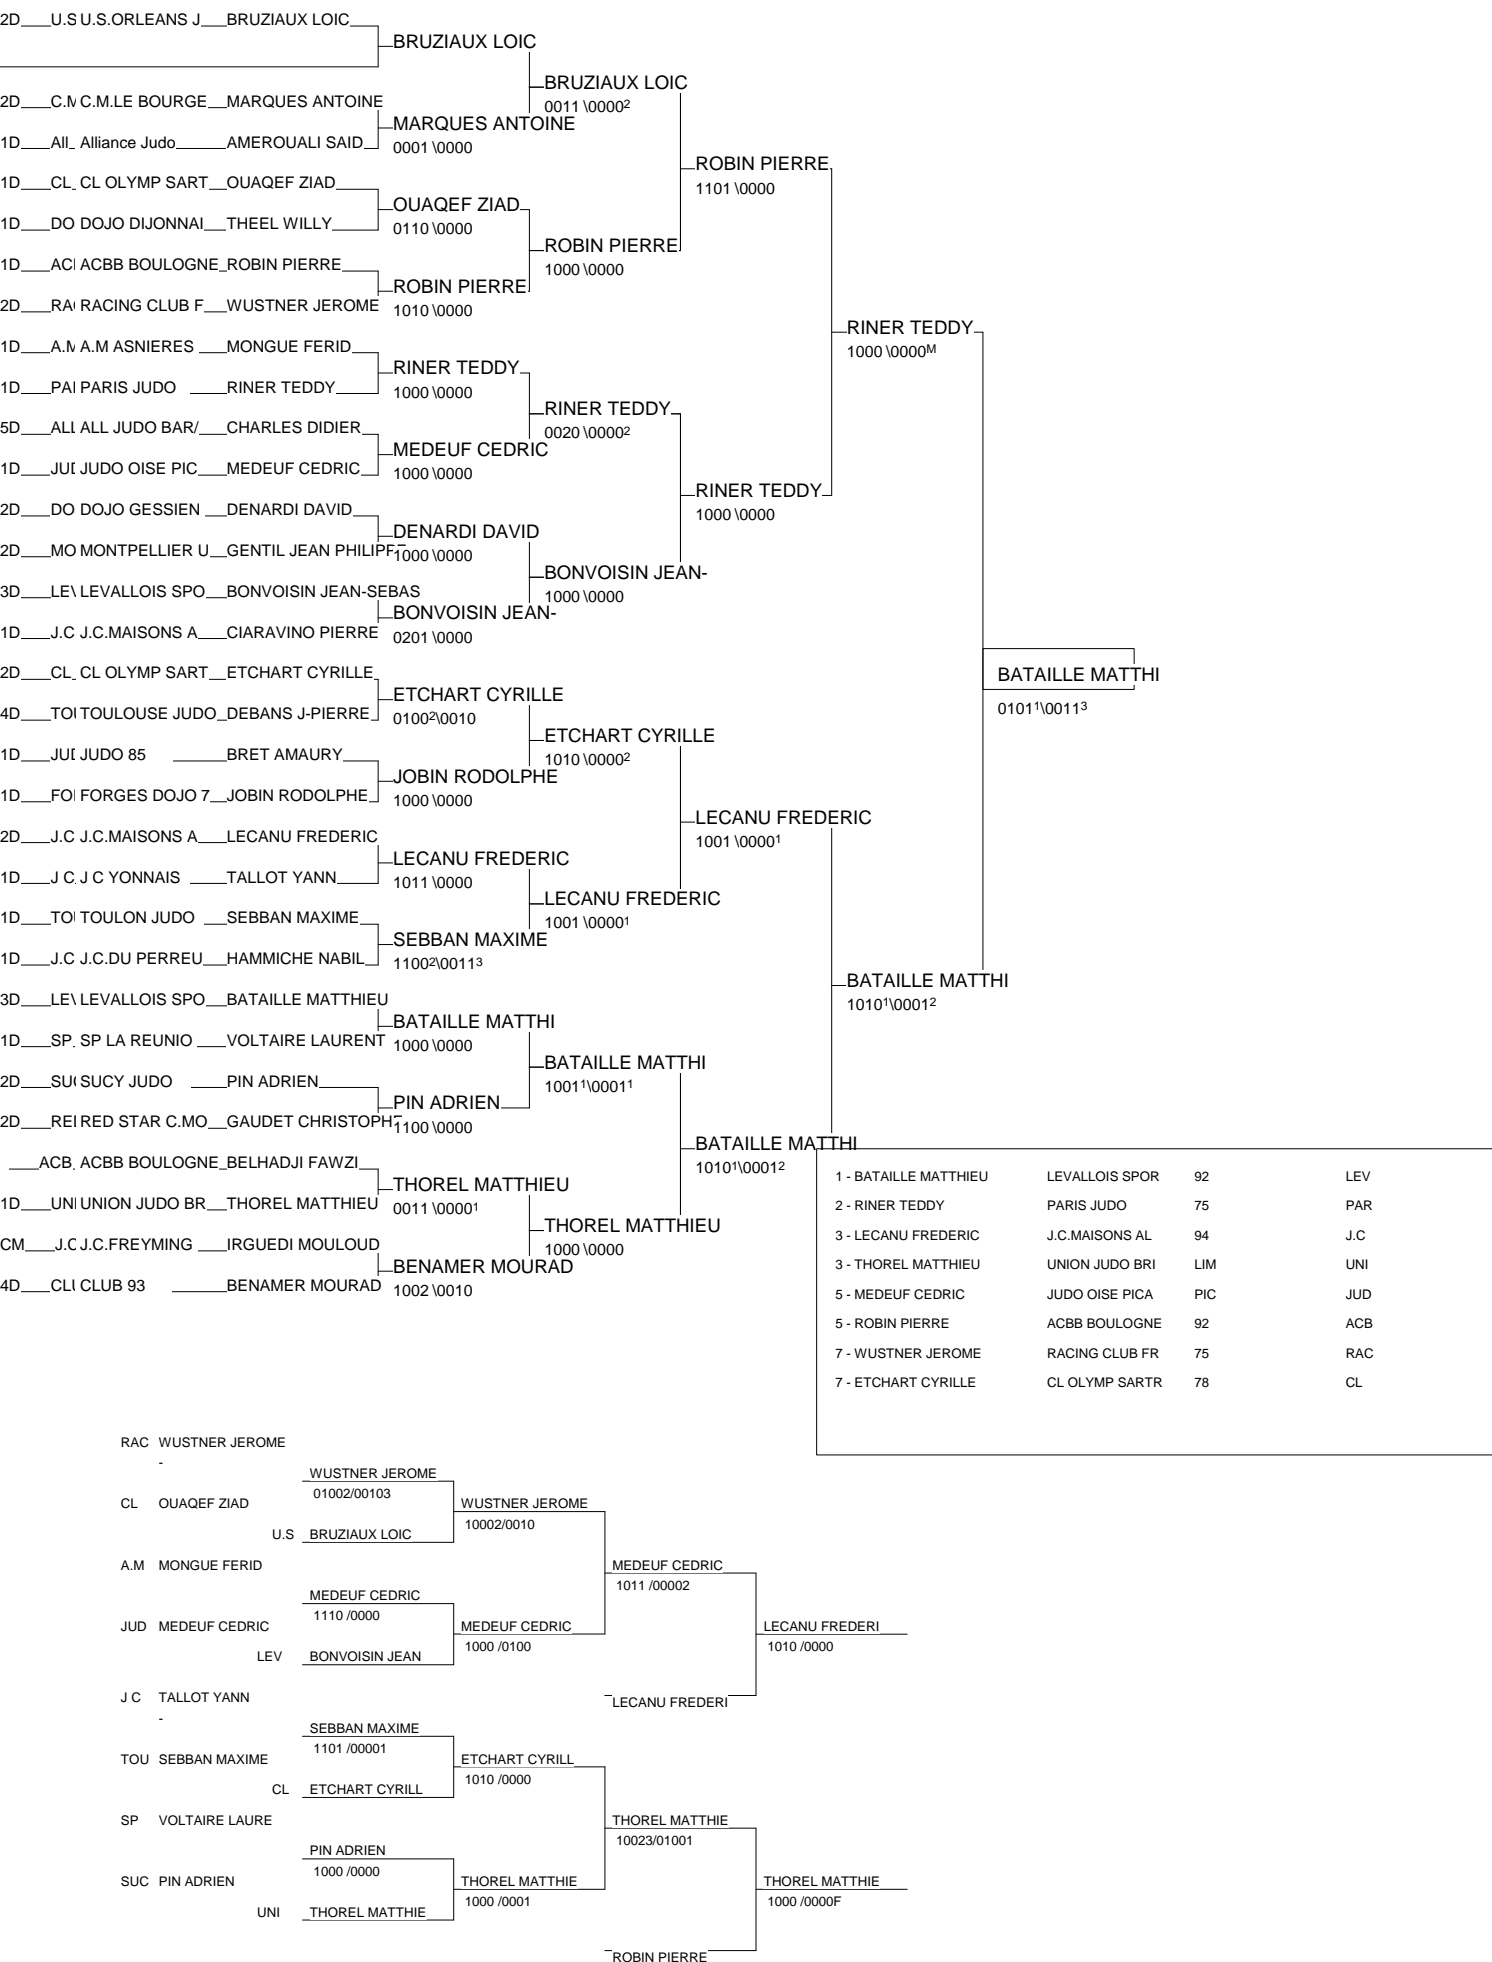 2D U.S U.S.ORLEANS J BRUZIAUX LOIC
BRUZIAUX LOIC
BRUZIAUX LOIC
0011 \0000²
2D C.M C.M.LE BOURGE MARQUES ANTOINE
MARQUES ANTOINE
0001 \0000
1D All Alliance Judo AMEROUALI SAID
ROBIN PIERRE
1101 \0000
1D CL CL OLYMP SART OUAQEF ZIAD
OUAQEF ZIAD
0110 \0000
1D DO DOJO DIJONNAI THEEL WILLY
ROBIN PIERRE
1000 \0000
1D ACI ACBB BOULOGNE ROBIN PIERRE
ROBIN PIERRE
1010 \0000
2D RA RACING CLUB F WUSTNER JEROME
RINER TEDDY
1000 \0000ᴹ
1D A.M A.M ASNIERES MONGUE FERID
RINER TEDDY
1000 \0000
1D PAI PARIS JUDO RINER TEDDY
RINER TEDDY
0020 \0000²
5D ALL ALL JUDO BAR/ CHARLES DIDIER
MEDEUF CEDRIC
1000 \0000
1D JUD JUDO OISE PIC MEDEUF CEDRIC
RINER TEDDY
1000 \0000
2D DO DOJO GESSIEN DENARDI DAVID
DENARDI DAVID
1000 \0000
2D MO MONTPELLIER U GENTIL JEAN PHILIPPE
BONVOISIN JEAN-
1000 \0000
3D LEV LEVALLOIS SPO BONVOISIN JEAN-SEBAS
BONVOISIN JEAN-
0201 \0000
1D J.C J.C.MAISONS A CIARAVINO PIERRE
BATAILLE MATTHI
0101¹\0011³
2D CL CL OLYMP SART ETCHART CYRILLE
ETCHART CYRILLE
0100²\0010
4D TOU TOULOUSE JUDO DEBANS J-PIERRE
ETCHART CYRILLE
1010 \0000²
1D JUD JUDO 85 BRET AMAURY
JOBIN RODOLPHE
1000 \0000
1D FOI FORGES DOJO 7 JOBIN RODOLPHE
LECANU FREDERIC
1001 \0000¹
2D J.C J.C.MAISONS A LECANU FREDERIC
LECANU FREDERIC
1011 \0000
1D J C J C YONNAIS TALLOT YANN
LECANU FREDERIC
1001 \0000¹
1D TOU TOULON JUDO SEBBAN MAXIME
SEBBAN MAXIME
1100²\0011³
1D J.C J.C.DU PERREU HAMMICHE NABIL
BATAILLE MATTHI
1010¹\0001²
3D LEV LEVALLOIS SPO BATAILLE MATTHIEU
BATAILLE MATTHI
1000 \0000
1D SP SP LA REUNIO VOLTAIRE LAURENT
BATAILLE MATTHI
1001¹\0001¹
2D SUC SUCY JUDO PIN ADRIEN
PIN ADRIEN
1100 \0000
2D REI RED STAR C.MO GAUDET CHRISTOPHE
BATAILLE MATTHI
1010¹\0001²
ACB ACBB BOULOGNE BELHADJI FAWZI
THOREL MATTHIEU
0011 \0000¹
1D UNI UNION JUDO BR THOREL MATTHIEU
THOREL MATTHIEU
1000 \0000
CM J.C J.C.FREYMING IRGUEDI MOULOUD
BENAMER MOURAD
1002 \0010
4D CLU CLUB 93 BENAMER MOURAD
1 - BATAILLE MATTHIEU LEVALLOIS SPOR 92 LEV
2 - RINER TEDDY PARIS JUDO 75 PAR
3 - LECANU FREDERIC J.C.MAISONS AL 94 J.C
3 - THOREL MATTHIEU UNION JUDO BRI LIM UNI
5 - MEDEUF CEDRIC JUDO OISE PICA PIC JUD
5 - ROBIN PIERRE ACBB BOULOGNE 92 ACB
7 - WUSTNER JEROME RACING CLUB FR 75 RAC
7 - ETCHART CYRILLE CL OLYMP SARTR 78 CL
RAC WUSTNER JEROME
-
WUSTNER JEROME
01002/00103
CL OUAQEF ZIAD
WUSTNER JEROME
10002/0010
U.S BRUZIAUX LOIC
A.M MONGUE FERID
MEDEUF CEDRIC
1011 /00002
MEDEUF CEDRIC
1110 /0000
JUD MEDEUF CEDRIC
MEDEUF CEDRIC
1000 /0100
LECANU FREDERI
1010 /0000
LEV BONVOISIN JEAN
J C TALLOT YANN
-
LECANU FREDERI
SEBBAN MAXIME
1101 /00001
TOU SEBBAN MAXIME
ETCHART CYRILL
1010 /0000
CL ETCHART CYRILL
SP VOLTAIRE LAURE
THOREL MATTHIE
10023/01001
PIN ADRIEN
1000 /0000
SUC PIN ADRIEN
THOREL MATTHIE
1000 /0001
THOREL MATTHIE
1000 /0000F
UNI THOREL MATTHIE
ROBIN PIERRE